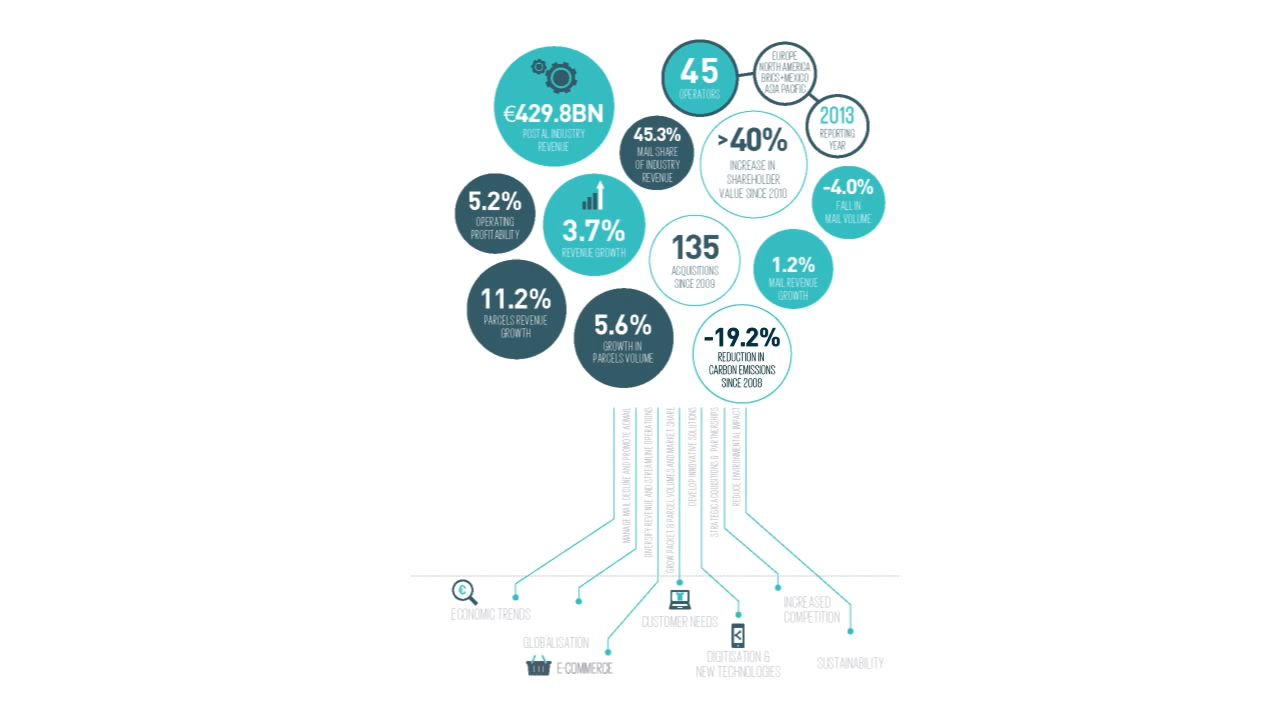 €429.8BN
POSTAL INDUSTRY
REVENUE
45
OPERATORS
EUROPE
NORTH AMERICA
BRICS+MEXICO
ASIA PACIFIC
2013
REPORTING
YEAR
45.3%
MAIL SHARE
OF INDUSTRY
REVENUE
>40%
INCREASE IN
SHAREHOLDER
VALUE SINCE 2010
-4.0%
FALL IN
MAIL VOLUME
5.2%
OPERATING
PROFITABILITY
3.7%
REVENUE GROWTH
135
ACQUISITIONS
SINCE 2009
1.2%
MAIL REVENUE
GROWTH
11.2%
PARCELS REVENUE
GROWTH
5.6%
GROWTH IN
PARCELS VOLUME
-19.2%
REDUCTION IN
CARBON EMISSIONS
SINCE 2008
MANAGE MAIL DECLINE AND PROMOTE ADMAIL
DIVERSIFY REVENUE AND STREAMLINE OPERATIONS
GROW PACKET & PARCEL VOLUMES AND MARKET SHARE
DEVELOP INNOVATIVE SOLUTIONS
STRATEGIC ACQUISITIONS & PARTNERSHIPS
REDUCE ENVIRONMENTAL IMPACT
€
ECONOMIC TRENDS
GLOBALISATION
E-COMMERCE
CUSTOMER NEEDS
DIGITISATION &
NEW TECHNOLOGIES
INCREASED
COMPETITION
SUSTAINABILITY